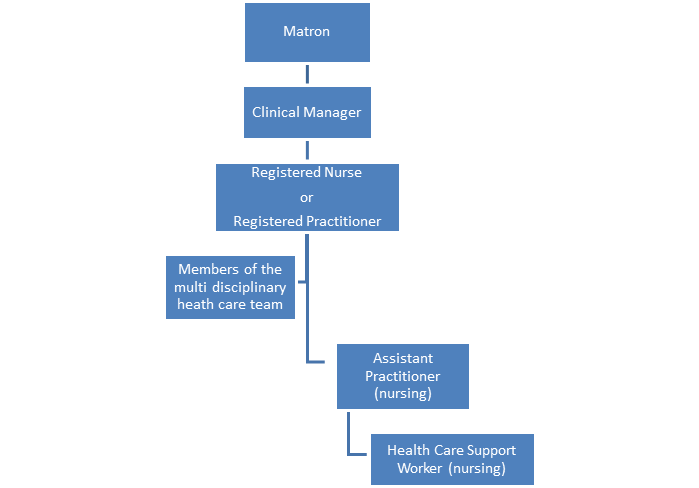 Matron
Clinical Manager
Registered Nurse
or
Registered Practitioner
Members of the
multi disciplinary
heath care team
Assistant
Practitioner
(nursing)
Health Care Support
Worker (nursing)